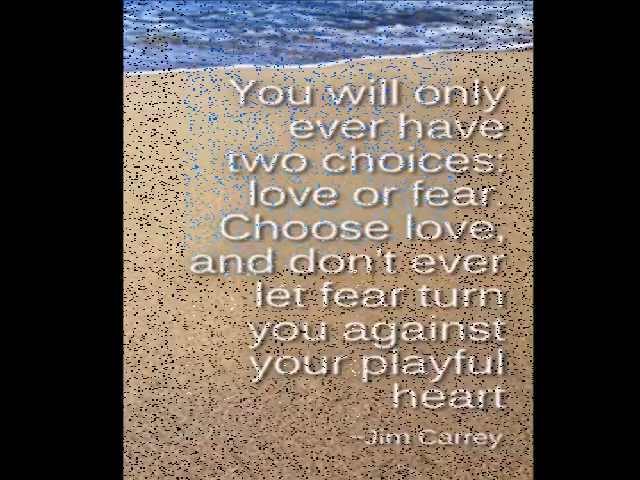 You will only
ever have
two choices:
love or fear.
Choose love,
and don't ever
let fear turn
you against
your playful
heart
~Jim Carrey